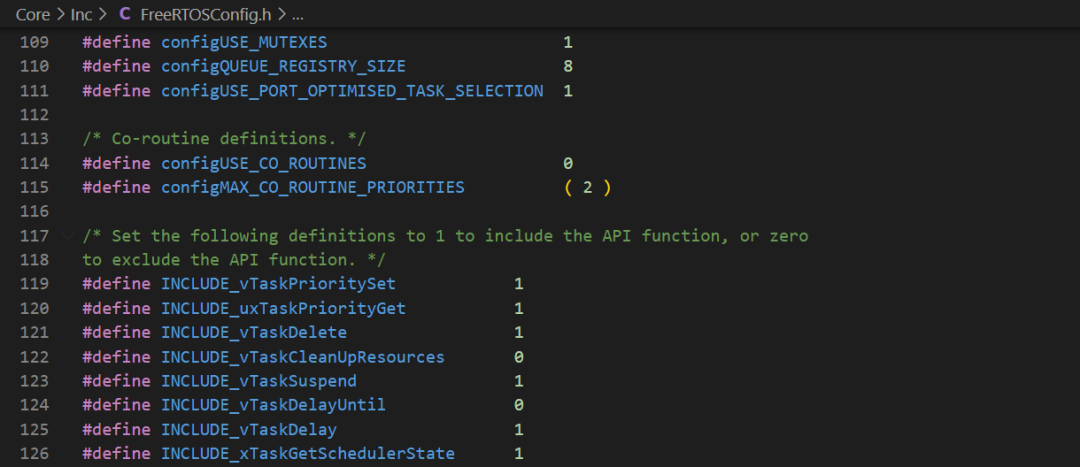 Core > Inc > C FreeRTOSConfig.h > ...
109 #define configUSE_MUTEXES 1
110 #define configQUEUE_REGISTRY_SIZE 8
111 #define configUSE_PORT_OPTIMISED_TASK_SELECTION 1
112
113 /* Co-routine definitions. */
114 #define configUSE_CO_ROUTINES 0
115 #define configMAX_CO_ROUTINE_PRIORITIES ( 2 )
116
117 /* Set the following definitions to 1 to include the API function, or zero
118 to exclude the API function. */
119 #define INCLUDE_vTaskPrioritySet 1
120 #define INCLUDE_uxTaskPriorityGet 1
121 #define INCLUDE_vTaskDelete 1
122 #define INCLUDE_vTaskCleanUpResources 0
123 #define INCLUDE_vTaskSuspend 1
124 #define INCLUDE_vTaskDelayUntil 0
125 #define INCLUDE_vTaskDelay 1
126 #define INCLUDE_xTaskGetSchedulerState 1